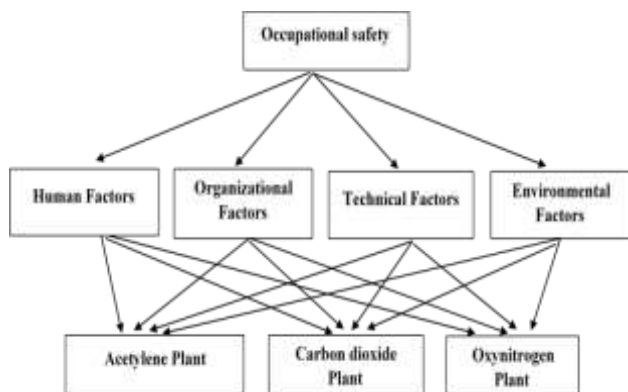 Occupational safety
Human Factors
Organizational
Factors
Technical Factors
Environmental
Factors
Acetylene Plant
Carbon dioxide
Plant
Oxynitrogen
Plant